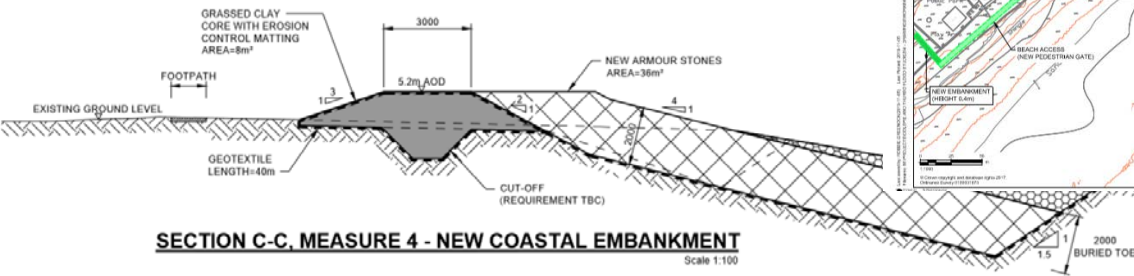 GRASSED CLAY
CORE WITH EROSION
CONTROL MATTING
AREA=8m²
3000
FOOTPATH
5.2m AOD
NEW ARMOUR STONES
AREA=36m²
EXISTING GROUND LEVEL
3
1
2
1
4
1
2000
GEOTEXTILE
LENGTH=40m
CUT-OFF
(REQUIREMENT TBC)
SECTION C-C, MEASURE 4 - NEW COASTAL EMBANKMENT
Scale 1:100
1
1.5
2000
BURIED TOE
BEACH ACCESS
(NEW PEDESTRIAN GATE)
NEW EMBANKMENT
(HEIGHT 0.4m)